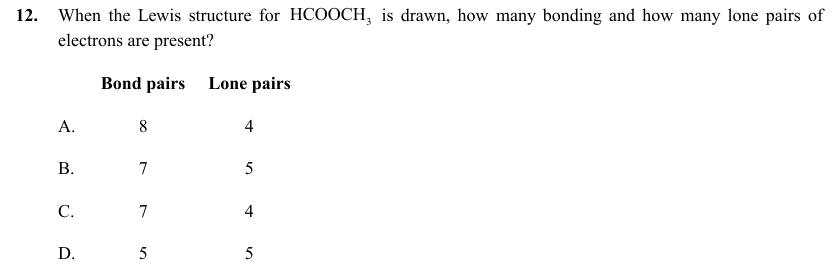 12. When the Lewis structure for HCOOCH₃ is drawn, how many bonding and how many lone pairs of
electrons are present?
Bond pairs Lone pairs
A. 8 4
B. 7 5
C. 7 4
D. 5 5